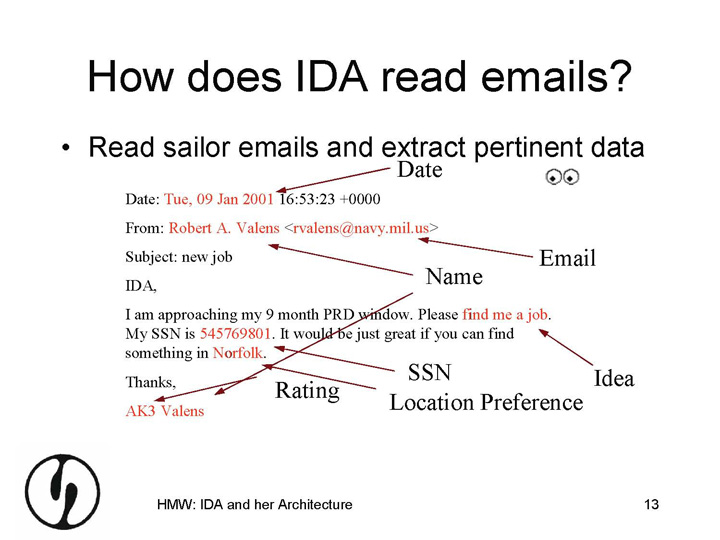 How does IDA read emails?
• Read sailor emails and extract pertinent data
Date
Date: Tue, 09 Jan 2001 16:53:23 +0000
From: Robert A. Valens <rvalens@navy.mil.us>
Subject: new job
Email
Name
IDA,
I am approaching my 9 month PRD window. Please find me a job.
My SSN is 545769801. It would be just great if you can find
something in Norfolk.
SSN
Idea
Thanks,
Rating
Location Preference
AK3 Valens
HMW: IDA and her Architecture
13